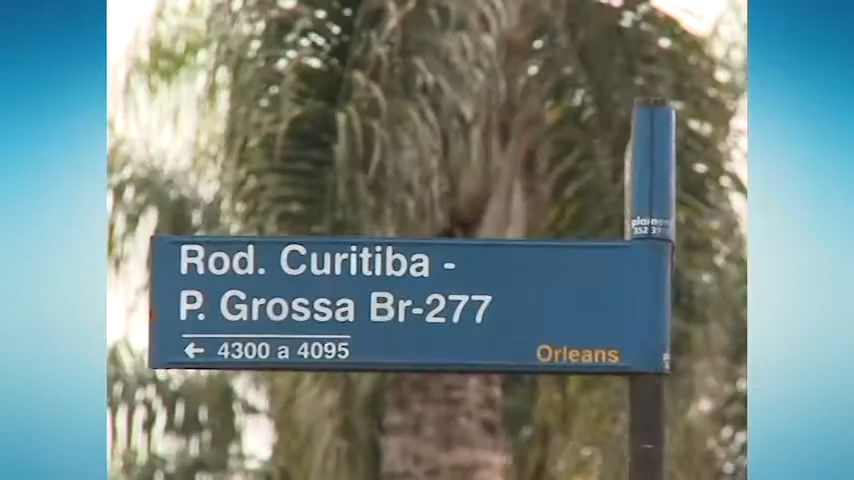 Rod. Curitiba -
P. Grossa Br-277
← 4300 a 4095
Orleans